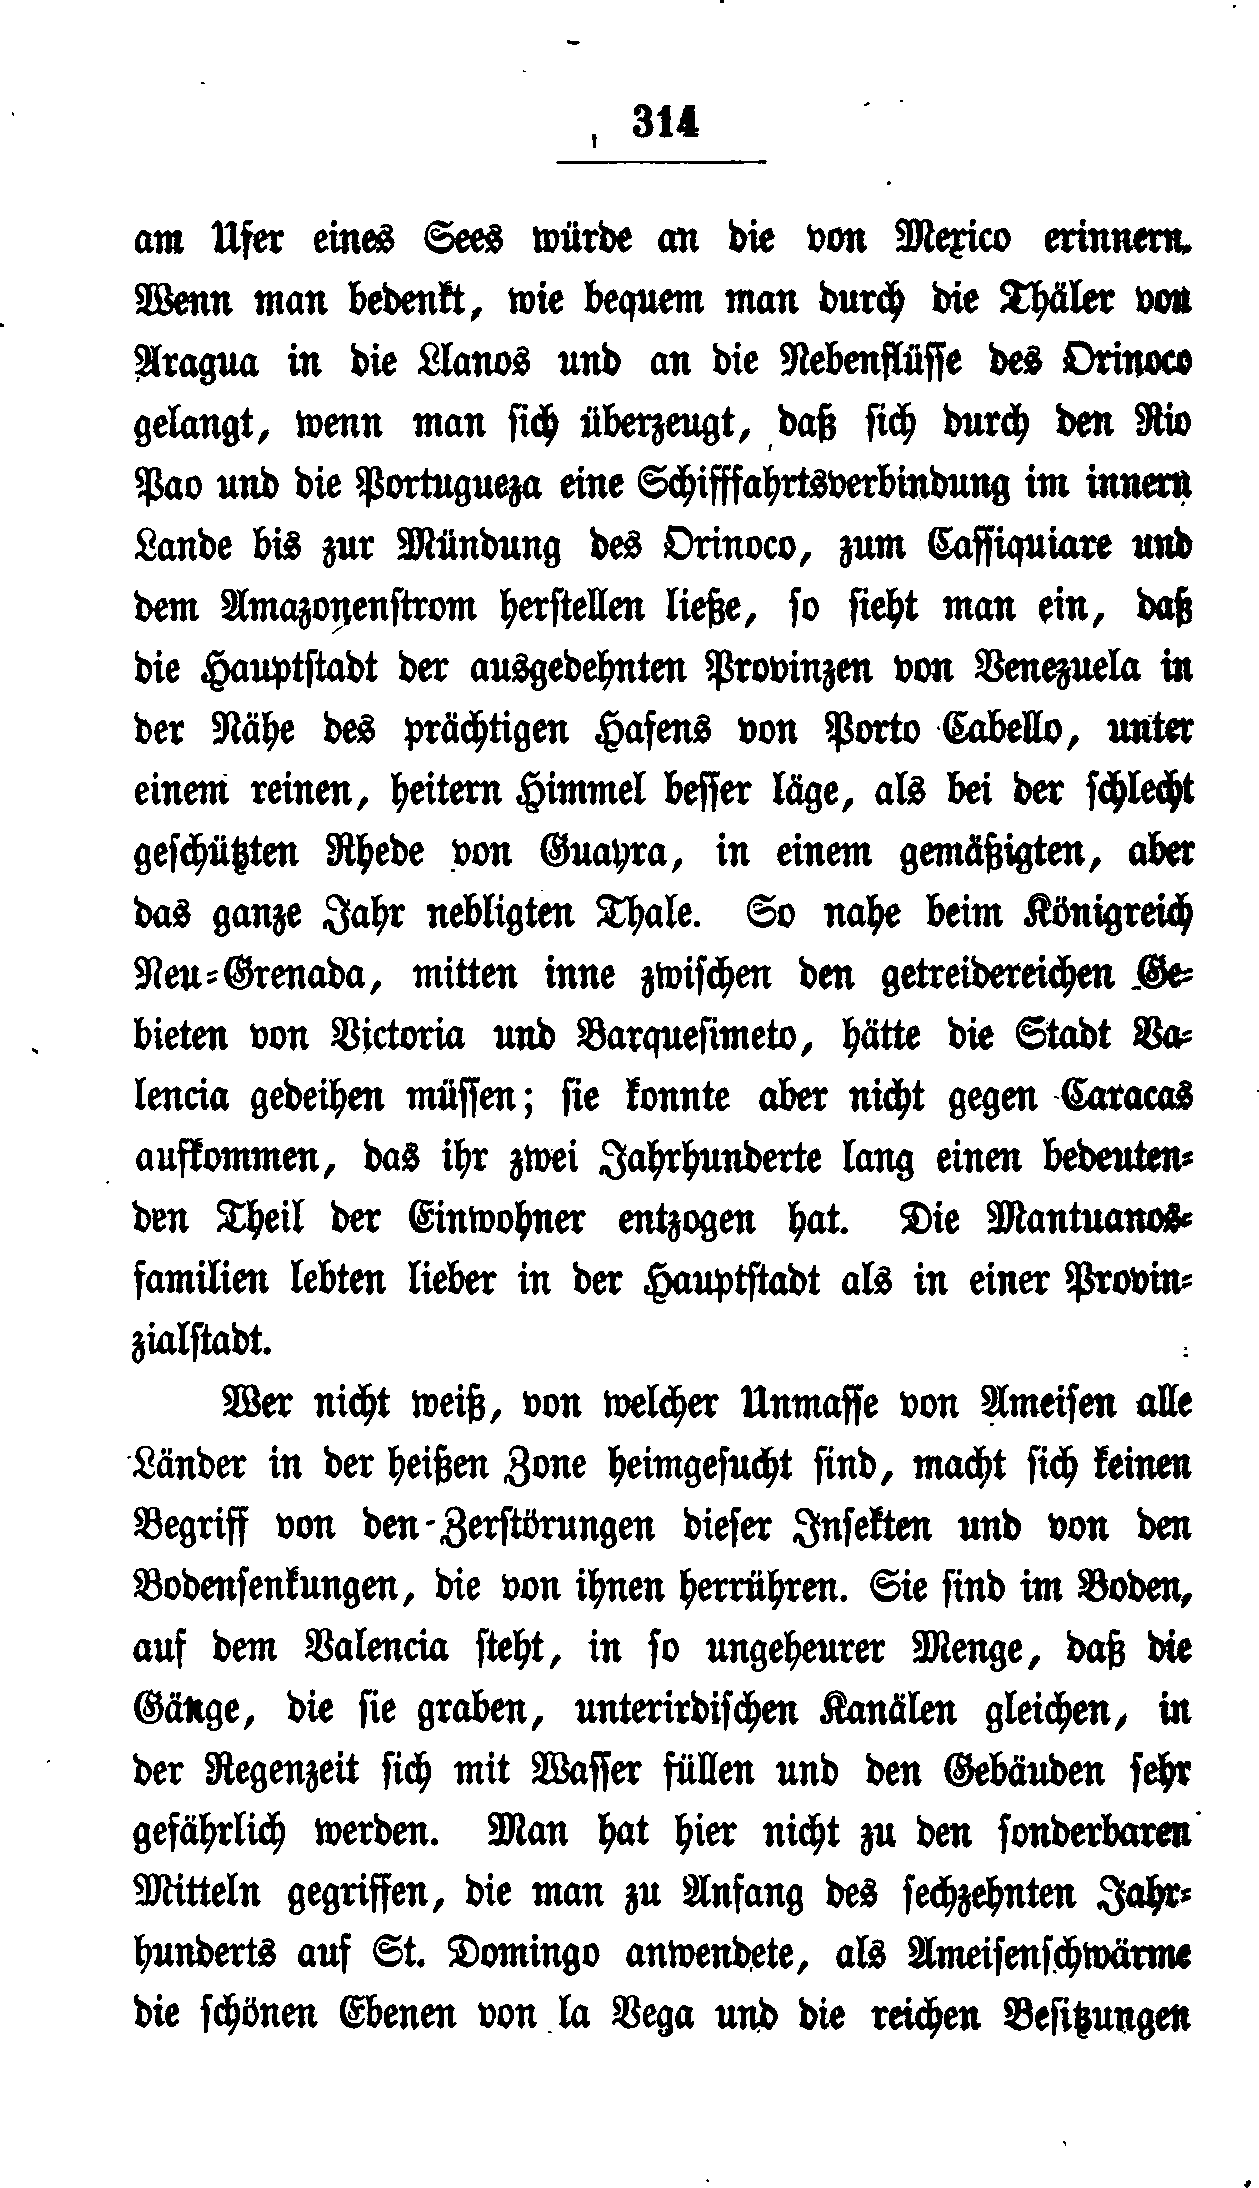 314
am Ufer eines Sees würde an die von Mexico erinnern.
Wenn man bedenkt, wie bequem man durch die Thäler von
Aragua in die Llanos und an die Nebenflüsse des Orinoco
gelangt, wenn man sich überzeugt, daß sich durch den Rio
Pao und die Portugueza eine Schifffahrtsverbindung im innern
Lande bis zur Mündung des Orinoco, zum Cassiquiare und
dem Amazonenstrom herstellen ließe, so sieht man ein, daß
die Hauptstadt der ausgedehnten Provinzen von Venezuela in
der Nähe des prächtigen Hafens von Porto Cabello, unter
einem reinen, heitern Himmel besser läge, als bei der schlecht
geschützten Rhede von Guayra, in einem gemäßigten, aber
das ganze Jahr nebligten Thale. So nahe beim Königreich
Neu-Grenada, mitten inne zwischen den getreidereichen Ge-
bieten von Victoria und Barquesimeto, hätte die Stadt Va-
lencia gedeihen müssen; sie konnte aber nicht gegen Caracas
aufkommen, das ihr zwei Jahrhunderte lang einen bedeuten-
den Theil der Einwohner entzogen hat. Die Mantuanos-
familien lebten lieber in der Hauptstadt als in einer Provin-
zialstadt.
Wer nicht weiß, von welcher Unmasse von Ameisen alle
Länder in der heißen Zone heimgesucht sind, macht sich keinen
Begriff von den Zerstörungen dieser Insekten und von den
Bodensenkungen, die von ihnen herrühren. Sie sind im Boden,
auf dem Valencia steht, in so ungeheurer Menge, daß die
Gänge, die sie graben, unterirdischen Kanälen gleichen, in
der Regenzeit sich mit Wasser füllen und den Gebäuden sehr
gefährlich werden. Man hat hier nicht zu den sonderbaren
Mitteln gegriffen, die man zu Anfang des sechzehnten Jahr-
hunderts auf St. Domingo anwendete, als Ameisenschwärme
die schönen Ebenen von la Vega und die reichen Besitzungen